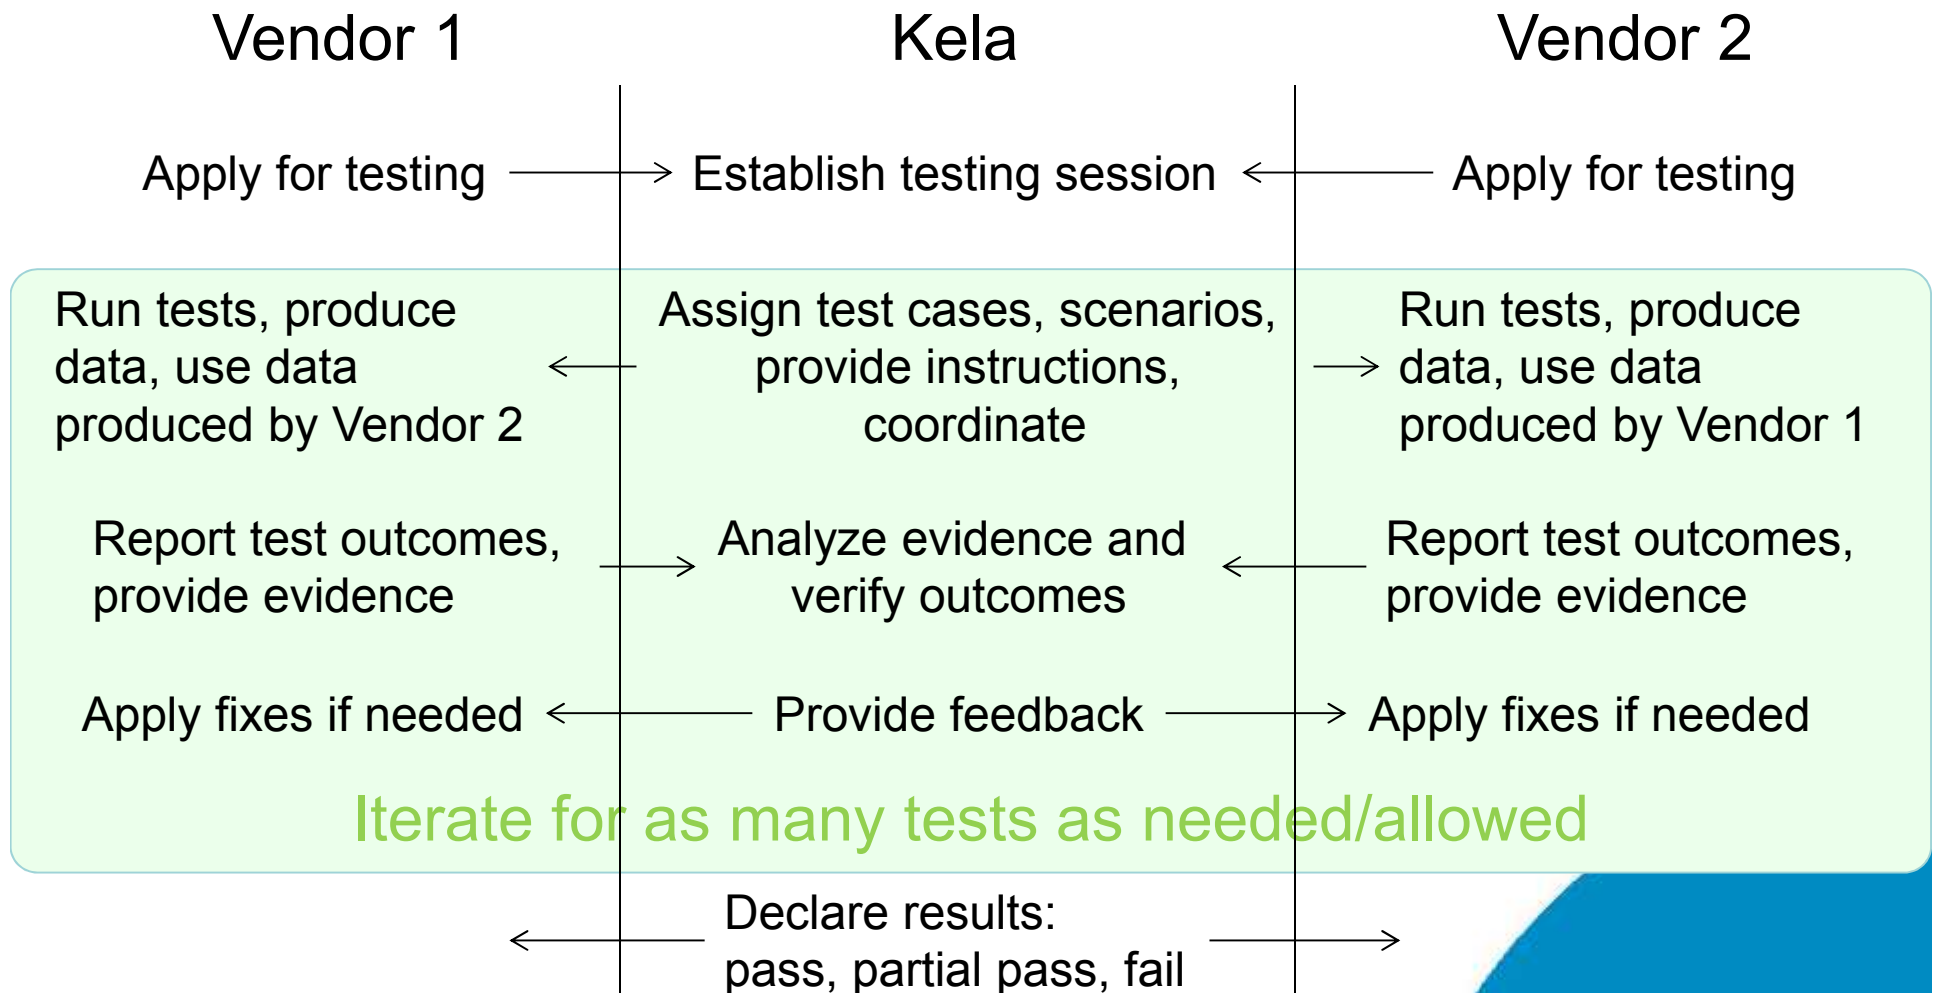 Vendor 1
Kela
Vendor 2
Apply for testing
Establish testing session
Apply for testing
Run tests, produce
data, use data
produced by Vendor 2
Assign test cases, scenarios,
provide instructions,
coordinate
Run tests, produce
data, use data
produced by Vendor 1
Report test outcomes,
provide evidence
Analyze evidence and
verify outcomes
Report test outcomes,
provide evidence
Apply fixes if needed
Provide feedback
Apply fixes if needed
Iterate for as many tests as needed/allowed
Declare results:
pass, partial pass, fail